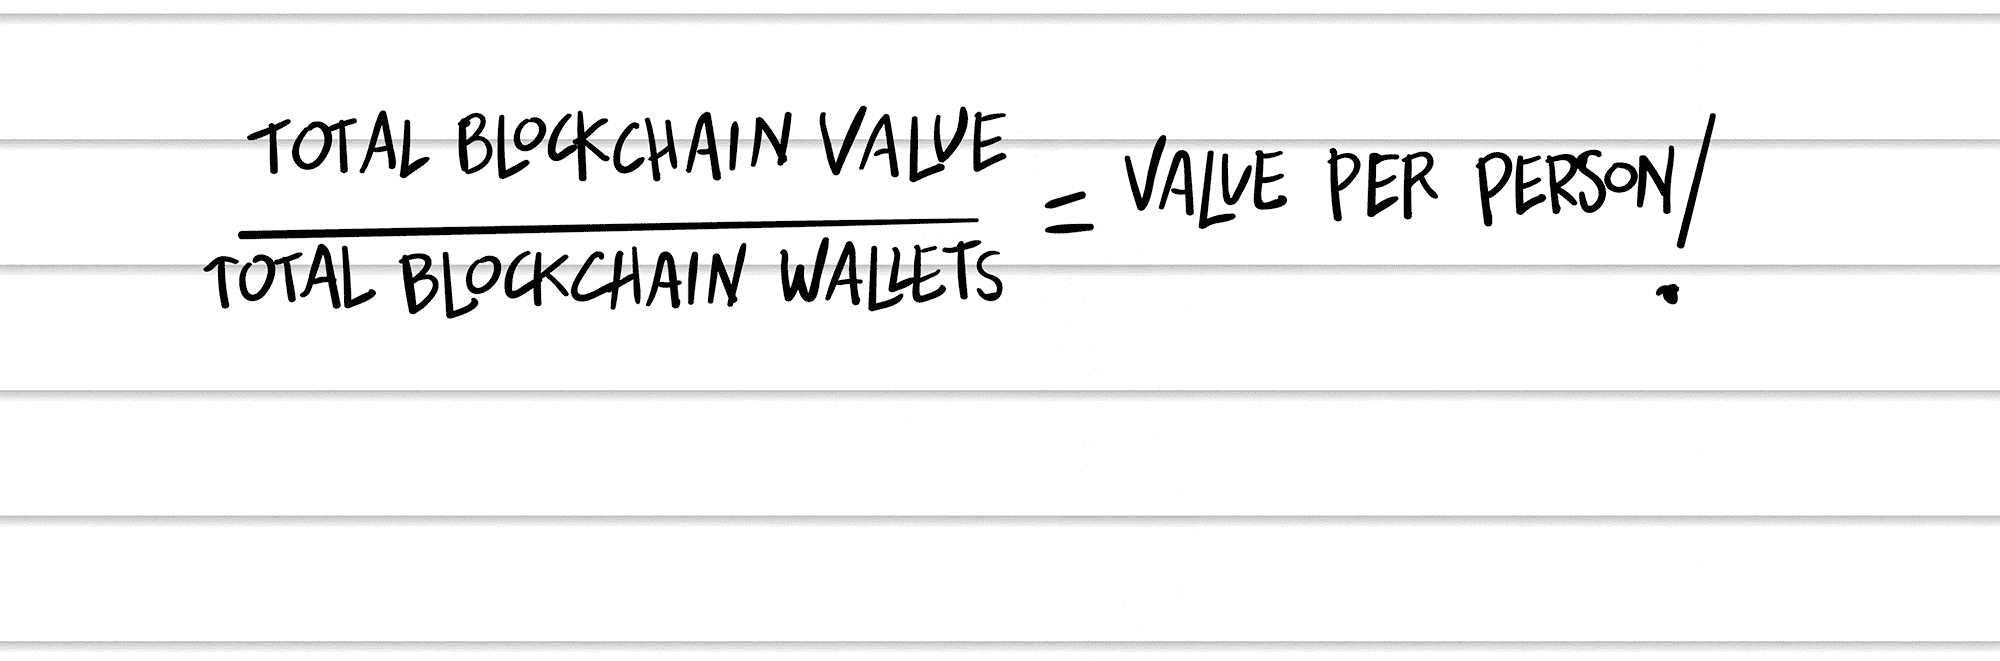 TOTAL BLOCKCHAIN VALUE
TOTAL BLOCKCHAIN WALLETS
= VALUE PER PERSON!